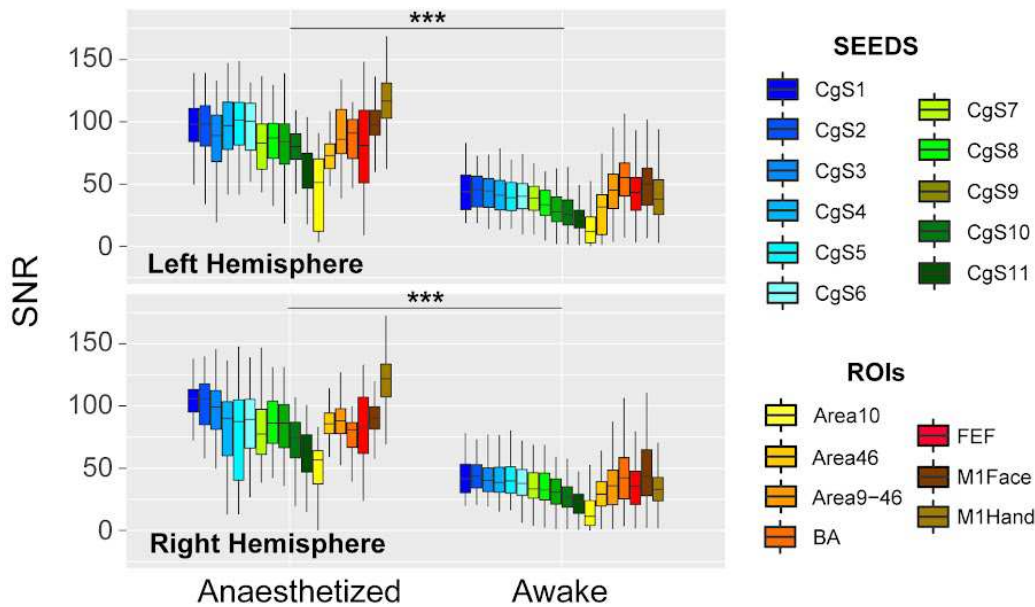 ***
150
100
50
0
Left Hemisphere
SNR
***
150
100
50
0
Right Hemisphere
Anaesthetized
Awake
SEEDS
CgS1
CgS2
CgS3
CgS4
CgS5
CgS6
CgS7
CgS8
CgS9
CgS10
CgS11
ROIs
Area10
Area46
Area9-46
BA
FEF
M1Face
M1Hand